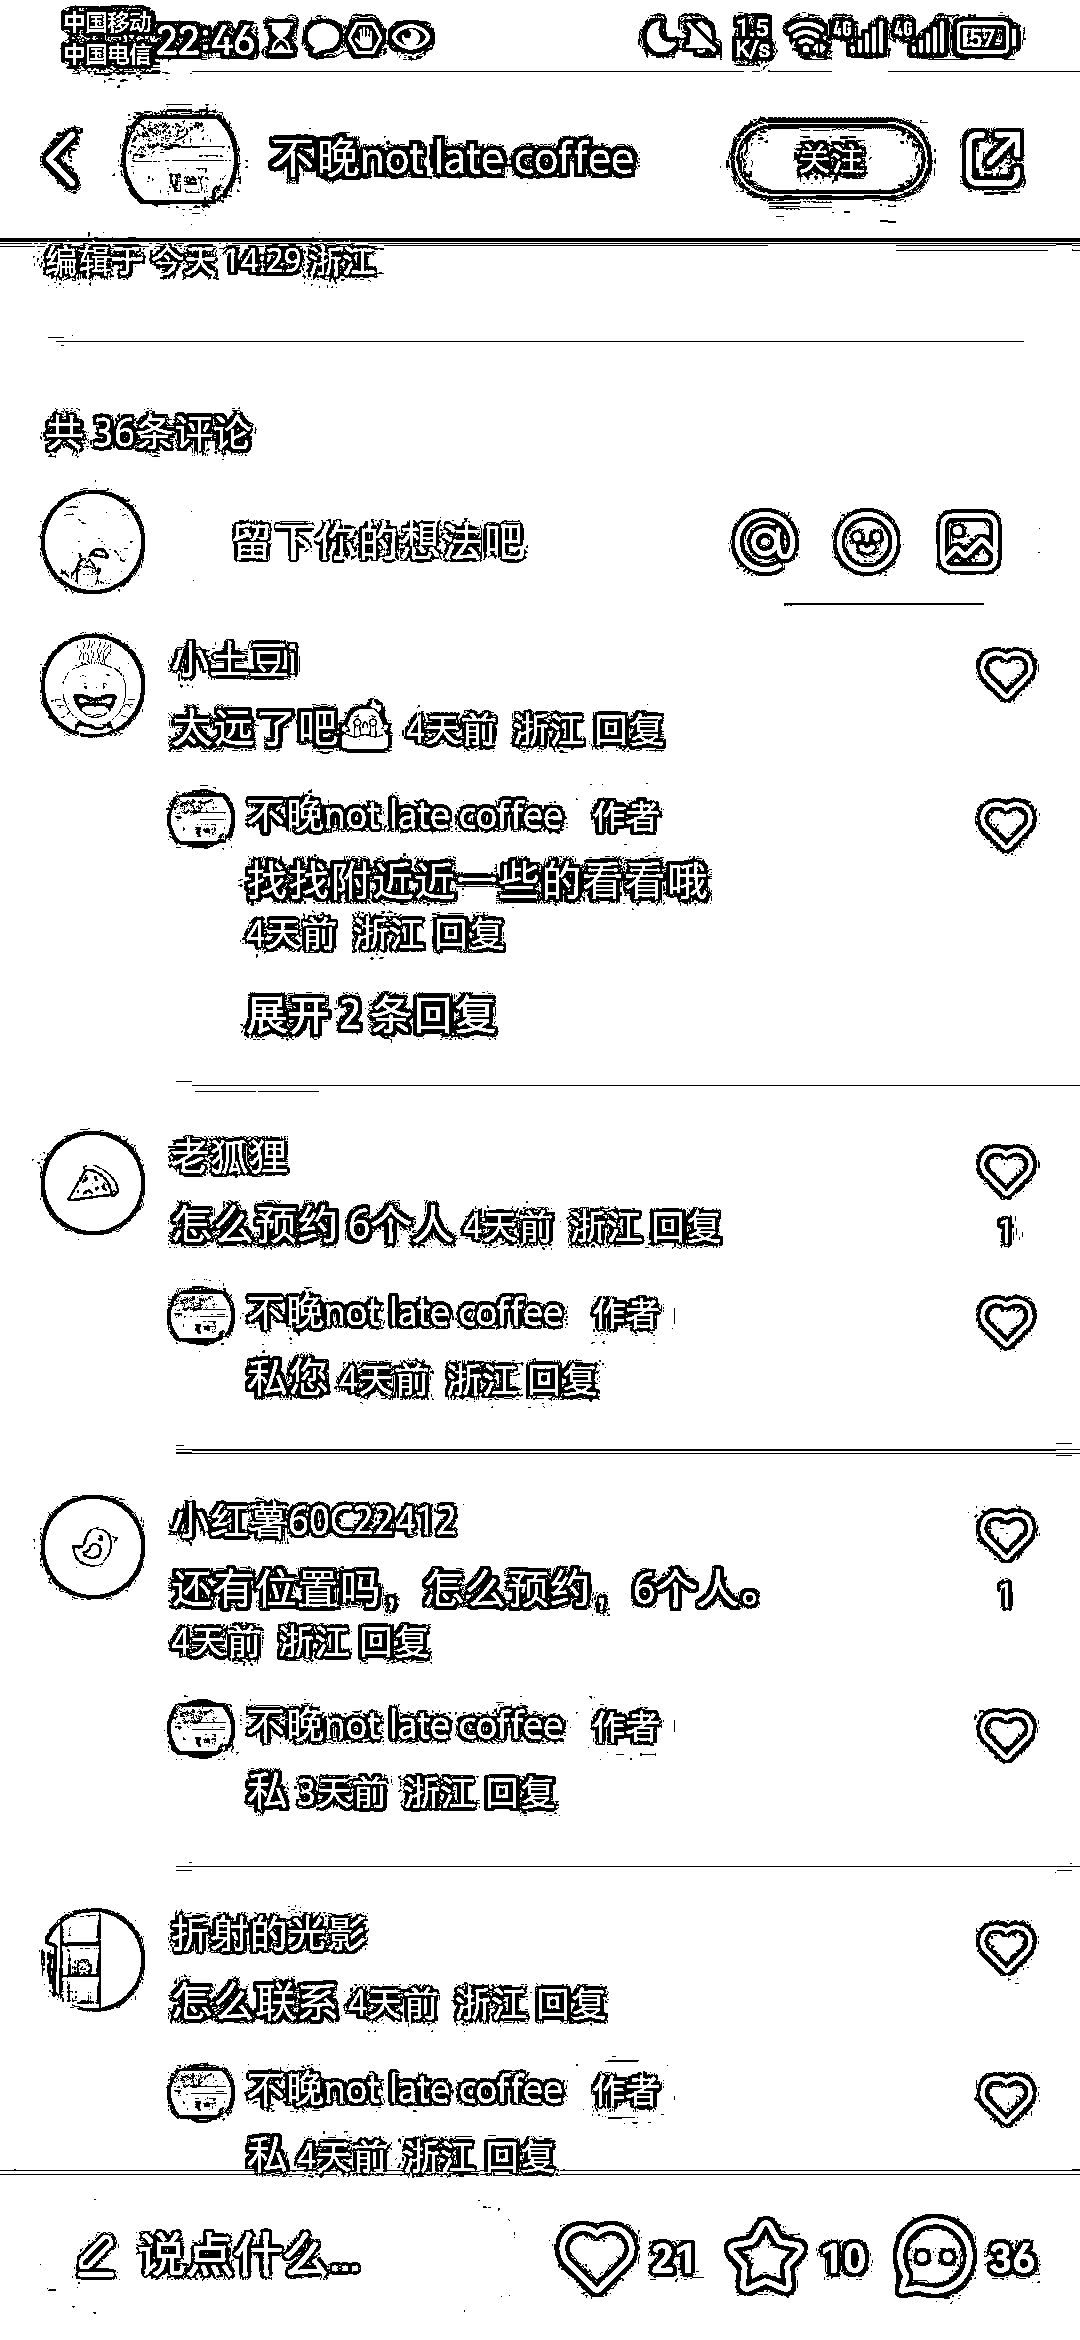 中国移动
中国电信
22:46
1.5
K/s
4G
4G
57
不晚not late coffee
关注
编辑于 今天 14:29 浙江
共 36条评论
留下你的想法吧
小土豆i
太远了吧 4天前 浙江 回复
不晚not late coffee 作者
找找附近近一些的看看哦
4天前 浙江 回复
展开 2 条回复
老狐狸
怎么预约 6个人 4天前 浙江 回复
1
不晚not late coffee 作者
私您 4天前 浙江 回复
小红薯60C22412
还有位置吗，怎么预约，6个人。
1
4天前 浙江 回复
不晚not late coffee 作者
私 3天前 浙江 回复
折射的光影
怎么联系 4天前 浙江 回复
不晚not late coffee 作者
私 4天前 浙江 回复
说点什么...
21
10
36